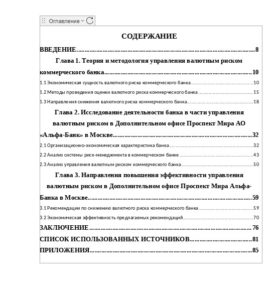 Оглавление
СОДЕРЖАНИЕ
ВВЕДЕНИЕ 8
Глава 1. Теория и методология управления валютным риском
коммерческого банка 10
1.1 Экономическая сущность валютного риска коммерческого банка 10
1.2 Методы проведения оценки валютного риска коммерческого банка 15
1.3 Направления снижения валютного риска коммерческого банка 18
Глава 2. Исследование деятельности банка в части управления
валютным риском в Дополнительном офисе Проспект Мира АО
«Альфа-Банк» в Москве 32
2.1 Организационно-экономическая характеристика банка 32
2.2 Анализ системы риск-менеджмента в коммерческом банке 43
2.3 Анализ управления валютным риском коммерческого банка 50
Глава 3. Направления повышения эффективности управления
валютным риском в Дополнительном офисе Проспект Мира Альфа-
Банка в Москве 59
3.1 Рекомендации по снижению валютного риска коммерческого банка 59
3.2 Экономическая эффективность предлагаемых рекомендаций 70
ЗАКЛЮЧЕНИЕ 76
СПИСОК ИСПОЛЬЗОВАННЫХ ИСТОЧНИКОВ 81
ПРИЛОЖЕНИЯ 85